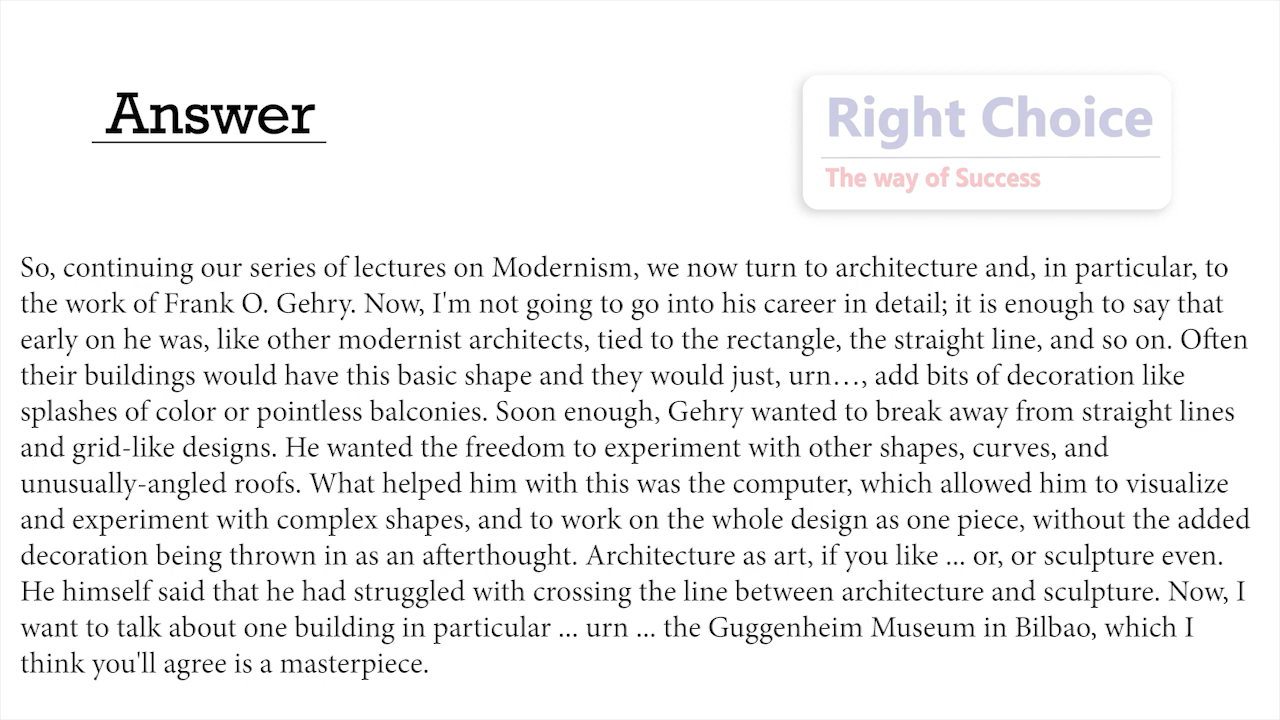 Answer
Right Choice
The way of Success
So, continuing our series of lectures on Modernism, we now turn to architecture and, in particular, to
the work of Frank O. Gehry. Now, I'm not going to go into his career in detail; it is enough to say that
early on he was, like other modernist architects, tied to the rectangle, the straight line, and so on. Often
their buildings would have this basic shape and they would just, urn…, add bits of decoration like
splashes of color or pointless balconies. Soon enough, Gehry wanted to break away from straight lines
and grid-like designs. He wanted the freedom to experiment with other shapes, curves, and
unusually-angled roofs. What helped him with this was the computer, which allowed him to visualize
and experiment with complex shapes, and to work on the whole design as one piece, without the added
decoration being thrown in as an afterthought. Architecture as art, if you like ... or, or sculpture even.
He himself said that he had struggled with crossing the line between architecture and sculpture. Now, I
want to talk about one building in particular ... urn ... the Guggenheim Museum in Bilbao, which I
think you'll agree is a masterpiece.